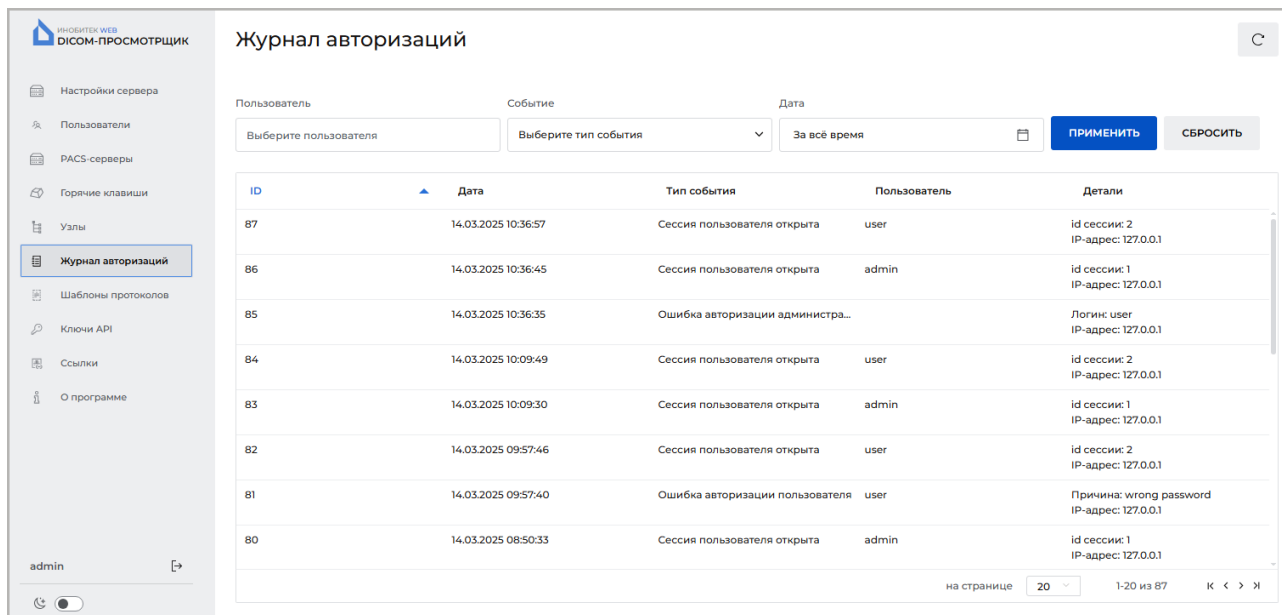 ИНОБИТЕК WEB
DICOM-ПРОСМОТРЩИК
Настройки сервера
Пользователи
PACS-серверы
Горячие клавиши
Узлы
Журнал авторизаций
Шаблоны протоколов
Ключи API
Ссылки
О программе
admin
Журнал авторизаций
Пользователь Событие Дата
Выберите пользователя Выберите тип события За всё время ПРИМЕНИТЬ СБРОСИТЬ
ID Дата Тип события Пользователь Детали
87 14.03.2025 10:36:57 Сессия пользователя открыта user id сессии: 2
IP-адрес: 127.0.0.1
86 14.03.2025 10:36:45 Сессия пользователя открыта admin id сессии: 1
IP-адрес: 127.0.0.1
85 14.03.2025 10:36:35 Ошибка авторизации администра... Логин: user
IP-адрес: 127.0.0.1
84 14.03.2025 10:09:49 Сессия пользователя открыта user id сессии: 2
IP-адрес: 127.0.0.1
83 14.03.2025 10:09:30 Сессия пользователя открыта admin id сессии: 1
IP-адрес: 127.0.0.1
82 14.03.2025 09:57:46 Сессия пользователя открыта user id сессии: 2
IP-адрес: 127.0.0.1
81 14.03.2025 09:57:40 Ошибка авторизации пользователя user Причина: wrong password
IP-адрес: 127.0.0.1
80 14.03.2025 08:50:33 Сессия пользователя открыта admin id сессии: 1
IP-адрес: 127.0.0.1
на странице 20 1-20 из 87